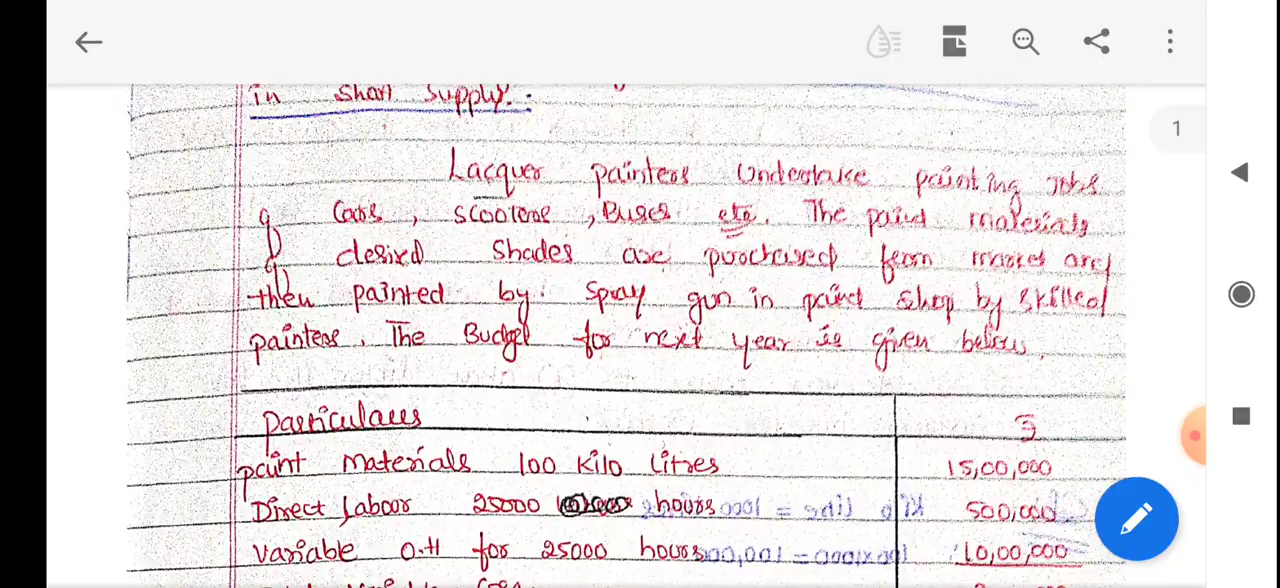 in short supply.
1
Lacquer painters undertake painting jobs
of cars, scooters, Buses etc. The paint materials
of desired shades are purchased from market and
then painted by spray gun in paint shop by skilled
painters. The Budget for next year is given below.
Particulars ₹
paint materials 100 Kilo Litres 15,00,000
Direct Labour 25000 hours 500,000
Variable O.H for 25000 hours 10,00,000